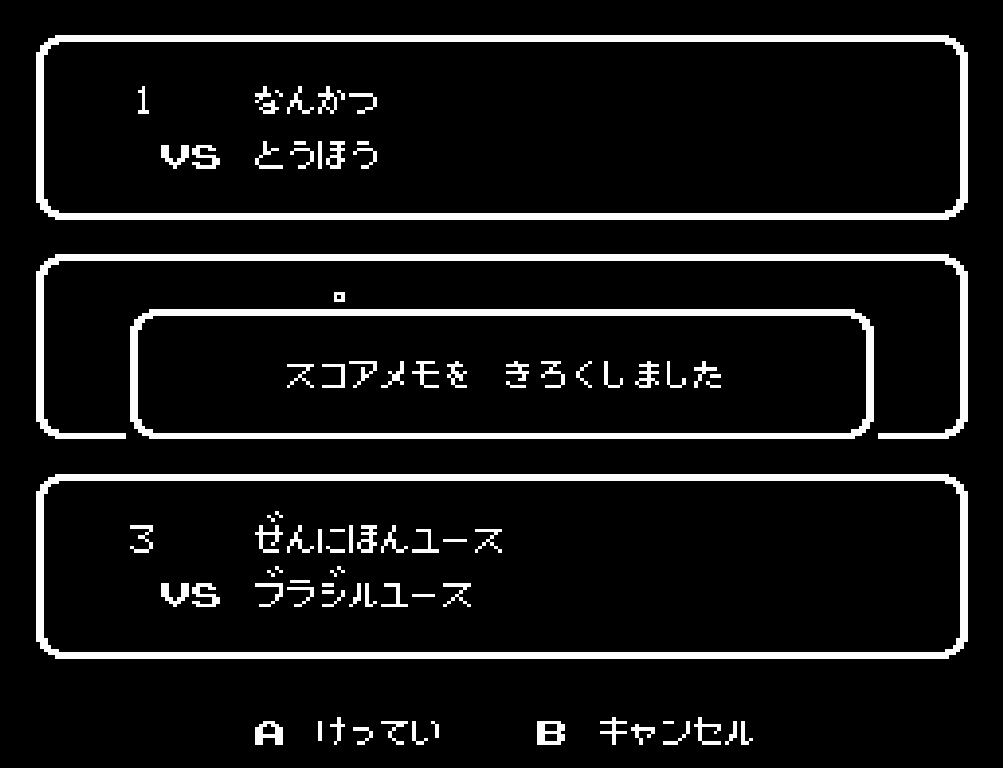 1 なんかつ
VS とうほう
スコアメモを きろくしました
3 ぜんにほんユース
VS ブラジルユース
A けってい B キャンセル